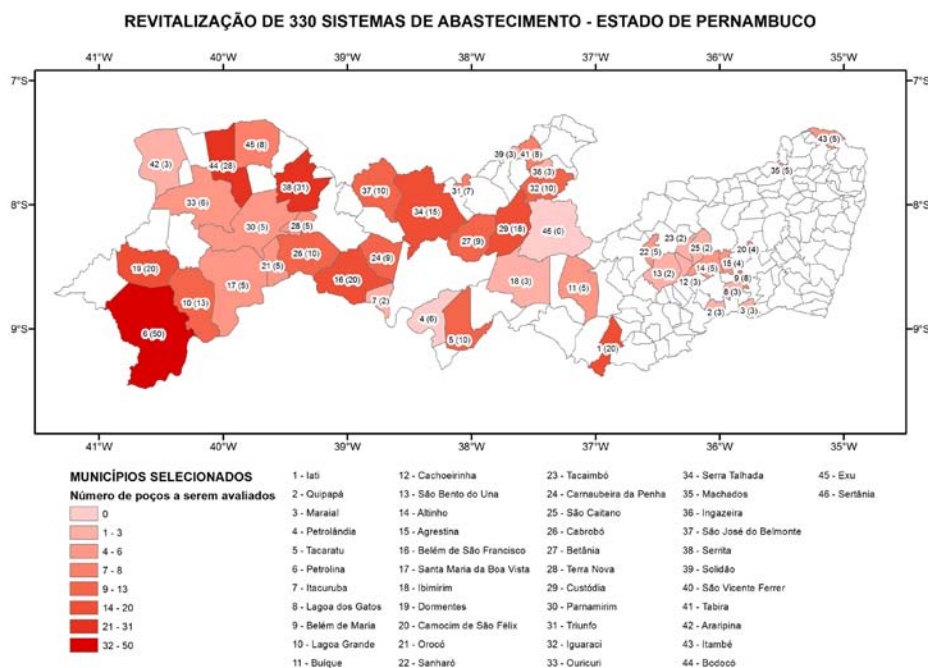 REVITALIZAÇÃO DE 330 SISTEMAS DE ABASTECIMENTO - ESTADO DE PERNAMBUCO
41°W 40°W 39°W 38°W 37°W 36°W 35°W
7°S 7°S
43 (5)
45 (8)
39 (3) 41 (8)
42 (3) 44 (28) 36 (3) 35 (5)
38 (31) 37 (10) 31 (7) 32 (10)
8°S 33 (6) 8°S
34 (15)
30 (5) 28 (5) 29 (18) 46 (0) 23 (2)
27 (9) 22 (5) 25 (2) 20 (4)
26 (10) 24 (9) 14 (5) 15 (4)
19 (20) 21 (5) 13 (2) 12 (3) 9 (8)
17 (5) 16 (20) 18 (3) 11 (5) 8 (3)
10 (13) 7 (2) 2 (3) 3 (3)
9°S 6 (50) 4 (6) 9°S
5 (10) 1 (20)
41°W 40°W 39°W 38°W 37°W 36°W 35°W
MUNICÍPIOS SELECIONADOS
Número de poços a serem avaliados
0
1 - 3
4 - 6
7 - 8
9 - 13
14 - 20
21 - 31
32 - 50
1 - Iati
2 - Quipapá
3 - Maraial
4 - Petrolândia
5 - Tacaratu
6 - Petrolina
7 - Itacuruba
8 - Lagoa dos Gatos
9 - Belém de Maria
10 - Lagoa Grande
11 - Buíque
12 - Cachoeirinha
13 - São Bento do Una
14 - Altinho
15 - Agrestina
16 - Belém de São Francisco
17 - Santa Maria da Boa Vista
18 - Ibimirim
19 - Dormentes
20 - Camocim de São Félix
21 - Orocó
22 - Sanharó
23 - Tacaimbó
24 - Carnaubeira da Penha
25 - São Caitano
26 - Cabrobó
27 - Betânia
28 - Terra Nova
29 - Custódia
30 - Parnamirim
31 - Triunfo
32 - Iguaraci
33 - Ouricuri
34 - Serra Talhada
35 - Machados
36 - Ingazeira
37 - São José do Belmonte
38 - Serrita
39 - Solidão
40 - São Vicente Ferrer
41 - Tabira
42 - Araripina
43 - Itambé
44 - Bodocó
45 - Exu
46 - Sertânia